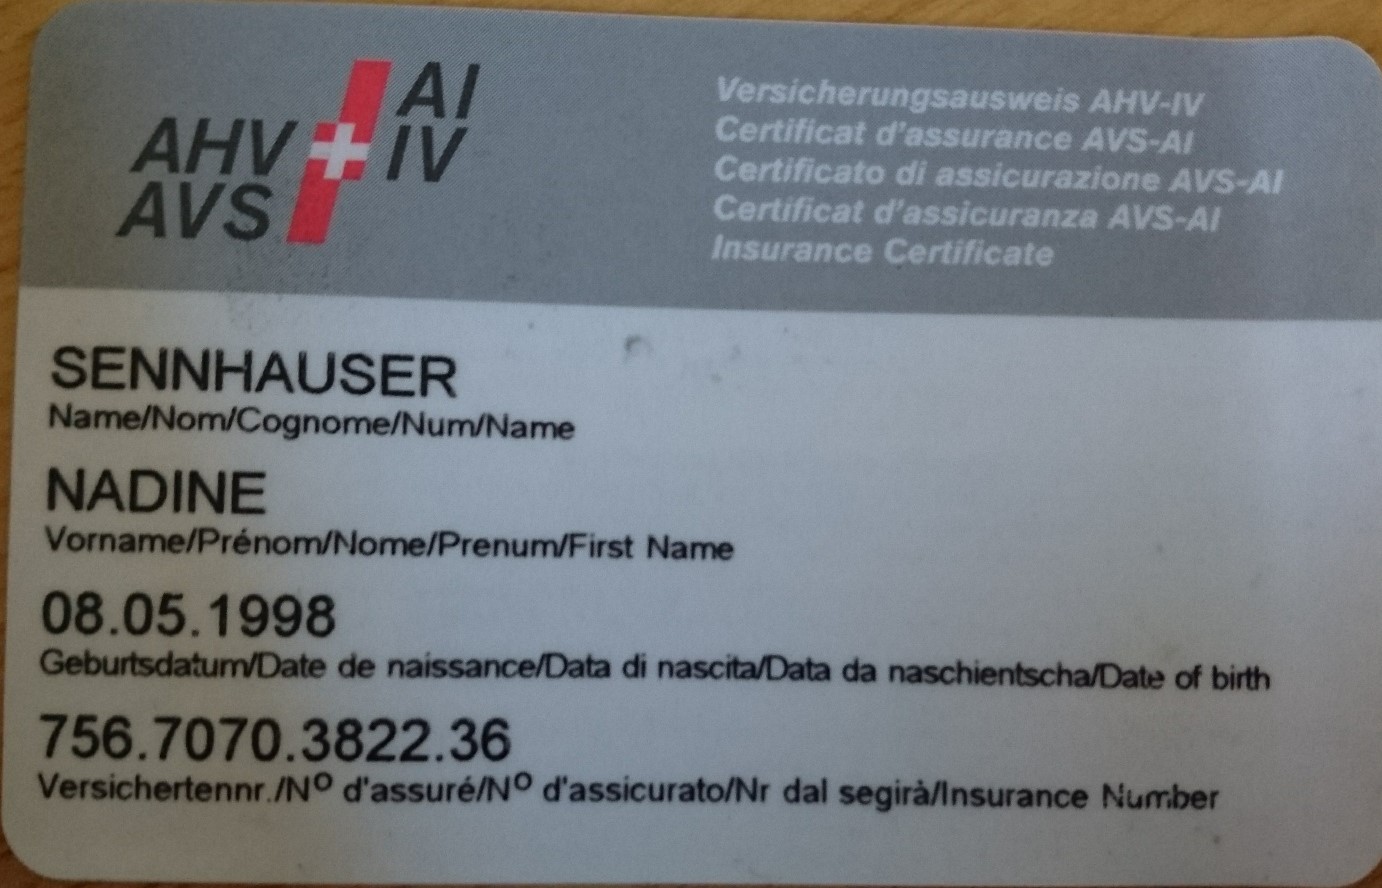 AHV AI
AVS IV
Versicherungsausweis AHV-IV
Certificat d'assurance AVS-AI
Certificato di assicurazione AVS-AI
Certificat d'assicuranza AVS-AI
Insurance Certificate
SENNHAUSER
Name/Nom/Cognome/Num/Name
NADINE
Vorname/Prénom/Nome/Prenum/First Name
08.05.1998
Geburtsdatum/Date de naissance/Data di nascita/Data da naschientscha/Date of birth
756.7070.3822.36
Versichertennr./Nº d'assuré/Nº d'assicurato/Nr dal segirà/Insurance Number